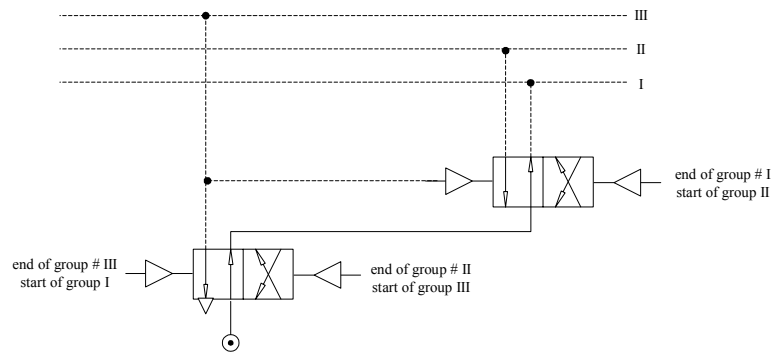 III
II
I
end of group # I
start of group II
end of group # III
start of group I
end of group # II
start of group III